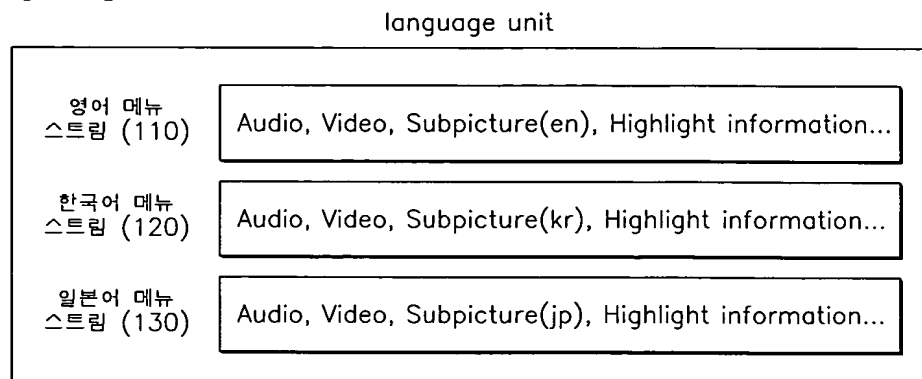 language unit
영어 메뉴
스트림 (110)
Audio, Video, Subpicture(en), Highlight information...
한국어 메뉴
스트림 (120)
Audio, Video, Subpicture(kr), Highlight information...
일본어 메뉴
스트림 (130)
Audio, Video, Subpicture(jp), Highlight information...